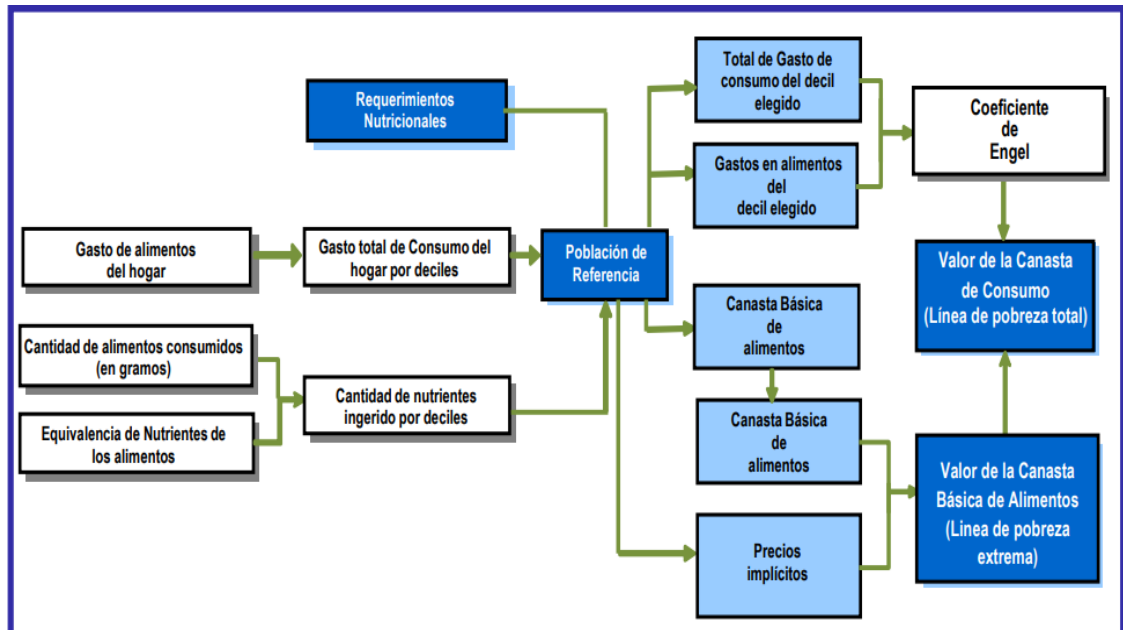 Requerimientos
Nutricionales
Gasto de alimentos
del hogar
Gasto total de Consumo del
hogar por deciles
Cantidad de alimentos consumidos
(en gramos)
Equivalencia de Nutrientes de
los alimentos
Cantidad de nutrientes
ingerido por deciles
Población de
Referencia
Total de Gasto de
consumo del decil
elegido
Gastos en alimentos
del
decil elegido
Canasta Básica
de
alimentos
Canasta Básica
de
alimentos
Precios
implícitos
Coeficiente
de
Engel
Valor de la Canasta
de Consumo
(Línea de pobreza total)
Valor de la Canasta
Básica de Alimentos
(Linea de pobreza
extrema)